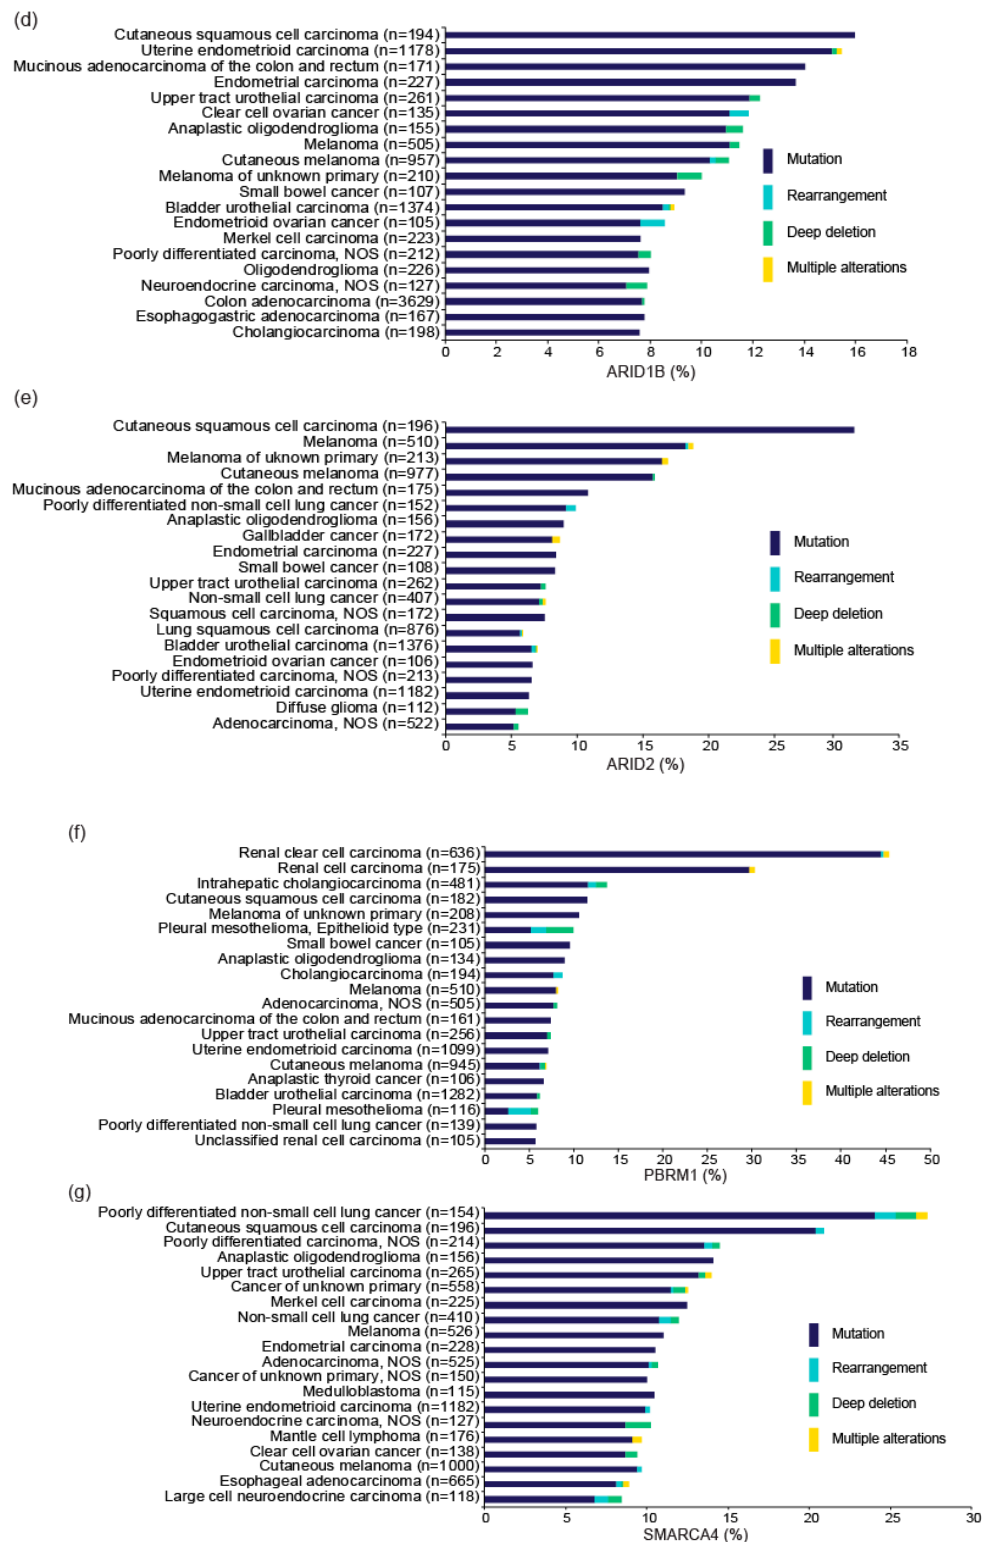 (d)
Cutaneous squamous cell carcinoma (n=194)
Uterine endometrioid carcinoma (n=1178)
Mucinous adenocarcinoma of the colon and rectum (n=171)
Endometrial carcinoma (n=227)
Upper tract urothelial carcinoma (n=261)
Clear cell ovarian cancer (n=135)
Anaplastic oligodendroglioma (n=155)
Melanoma (n=505)
Cutaneous melanoma (n=957)
Melanoma of unknown primary (n=210)
Small bowel cancer (n=107)
Bladder urothelial carcinoma (n=1374)
Endometrioid ovarian cancer (n=105)
Merkel cell carcinoma (n=223)
Poorly differentiated carcinoma, NOS (n=212)
Oligodendroglioma (n=226)
Neuroendocrine carcinoma, NOS (n=127)
Colon adenocarcinoma (n=3629)
Esophagogastric adenocarcinoma (n=167)
Cholangiocarcinoma (n=198)
Mutation
Rearrangement
Deep deletion
Multiple alterations
0 2 4 6 8 10 12 14 16 18
ARID1B (%)
(e)
Cutaneous squamous cell carcinoma (n=196)
Melanoma (n=510)
Melanoma of uknown primary (n=213)
Cutaneous melanoma (n=977)
Mucinous adenocarcinoma of the colon and rectum (n=175)
Poorly differentiated non-small cell lung cancer (n=152)
Anaplastic oligodendroglioma (n=156)
Gallbladder cancer (n=172)
Endometrial carcinoma (n=227)
Small bowel cancer (n=108)
Upper tract urothelial carcinoma (n=262)
Non-small cell lung cancer (n=407)
Squamous cell carcinoma, NOS (n=172)
Lung squamous cell carcinoma (n=876)
Bladder urothelial carcinoma (n=1376)
Endometrioid ovarian cancer (n=106)
Poorly differentiated carcinoma, NOS (n=213)
Uterine endometrioid carcinoma (n=1182)
Diffuse glioma (n=112)
Adenocarcinoma, NOS (n=522)
Mutation
Rearrangement
Deep deletion
Multiple alterations
0 5 10 15 20 25 30 35
ARID2 (%)
(f)
Renal clear cell carcinoma (n=636)
Renal cell carcinoma (n=175)
Intrahepatic cholangiocarcinoma (n=481)
Cutaneous squamous cell carcinoma (n=182)
Melanoma of unknown primary (n=208)
Pleural mesothelioma, Epithelioid type (n=231)
Small bowel cancer (n=105)
Anaplastic oligodendroglioma (n=134)
Cholangiocarcinoma (n=194)
Melanoma (n=510)
Adenocarcinoma, NOS (n=505)
Mucinous adenocarcinoma of the colon and rectum (n=161)
Upper tract urothelial carcinoma (n=256)
Uterine endometrioid carcinoma (n=1099)
Cutaneous melanoma (n=945)
Anaplastic thyroid cancer (n=106)
Bladder urothelial carcinoma (n=1282)
Pleural mesothelioma (n=116)
Poorly differentiated non-small cell lung cancer (n=139)
Unclassified renal cell carcinoma (n=105)
Mutation
Rearrangement
Deep deletion
Multiple alterations
0 5 10 15 20 25 30 35 40 45 50
PBRM1 (%)
(g)
Poorly differentiated non-small cell lung cancer (n=154)
Cutaneous squamous cell carcinoma (n=196)
Poorly differentiated carcinoma, NOS (n=214)
Anaplastic oligodendroglioma (n=156)
Upper tract urothelial carcinoma (n=265)
Cancer of unknown primary (n=558)
Merkel cell carcinoma (n=225)
Non-small cell lung cancer (n=410)
Melanoma (n=526)
Endometrial carcinoma (n=228)
Adenocarcinoma, NOS (n=525)
Cancer of unknown primary, NOS (n=150)
Medulloblastoma (n=115)
Uterine endometrioid carcinoma (n=1182)
Neuroendocrine carcinoma, NOS (n=127)
Mantle cell lymphoma (n=176)
Clear cell ovarian cancer (n=138)
Cutaneous melanoma (n=1000)
Esophageal adenocarcinoma (n=665)
Large cell neuroendocrine carcinoma (n=118)
Mutation
Rearrangement
Deep deletion
Multiple alterations
0 5 10 15 20 25 30
SMARCA4 (%)